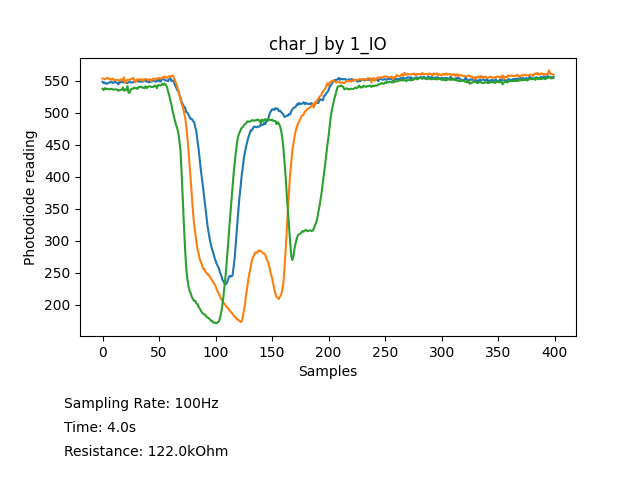 char_J by 1_IO
Photodiode reading
550
500
450
400
350
300
250
200
0 50 100 150 200 250 300 350 400
Samples
Sampling Rate: 100Hz
Time: 4.0s
Resistance: 122.0kOhm